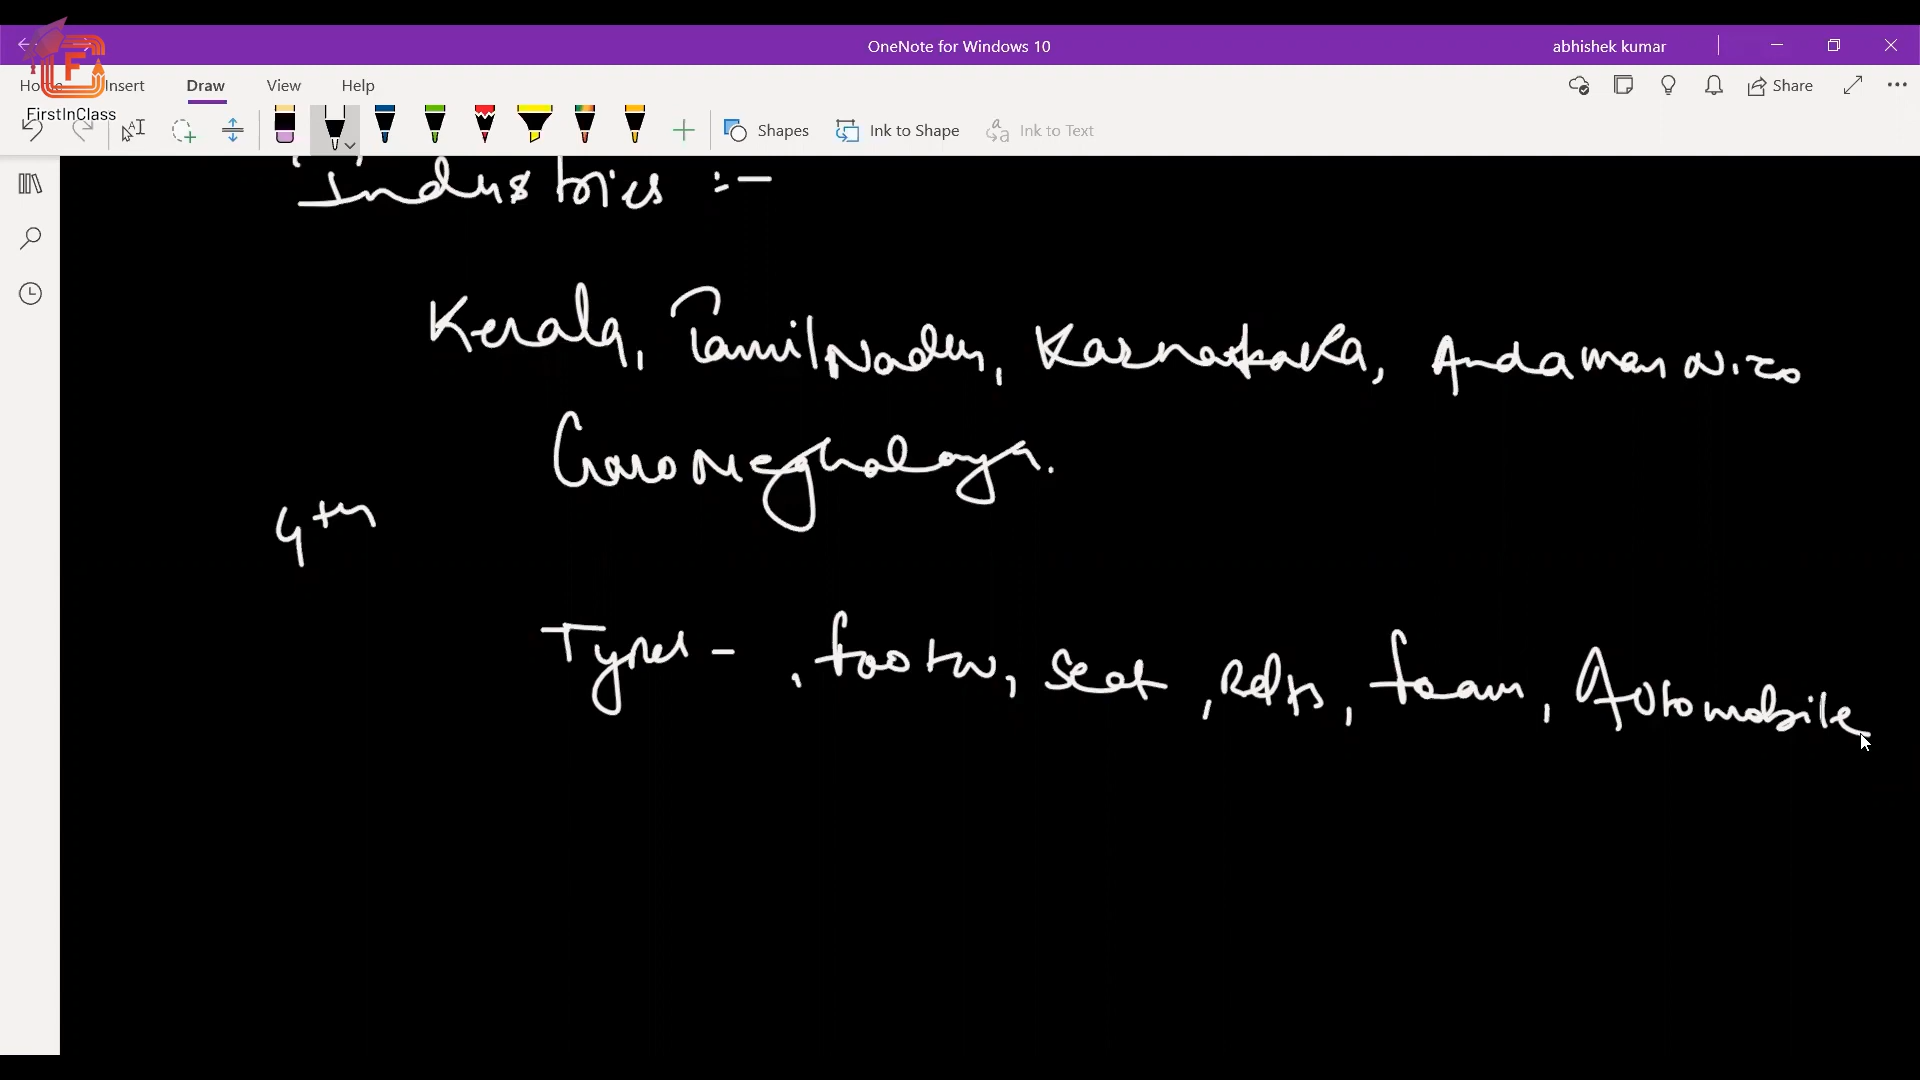 OneNote for Windows 10
abhishek kumar
Home Insert Draw View Help
Share
FirstInClass
Shapes Ink to Shape Ink to Text
Industries :-
Kerala, TamilNadu, Karnataka, Andaman Nico
Garo Meghalaya.
4th
Tyres - , footw, seat , Belts, foam, Automobile